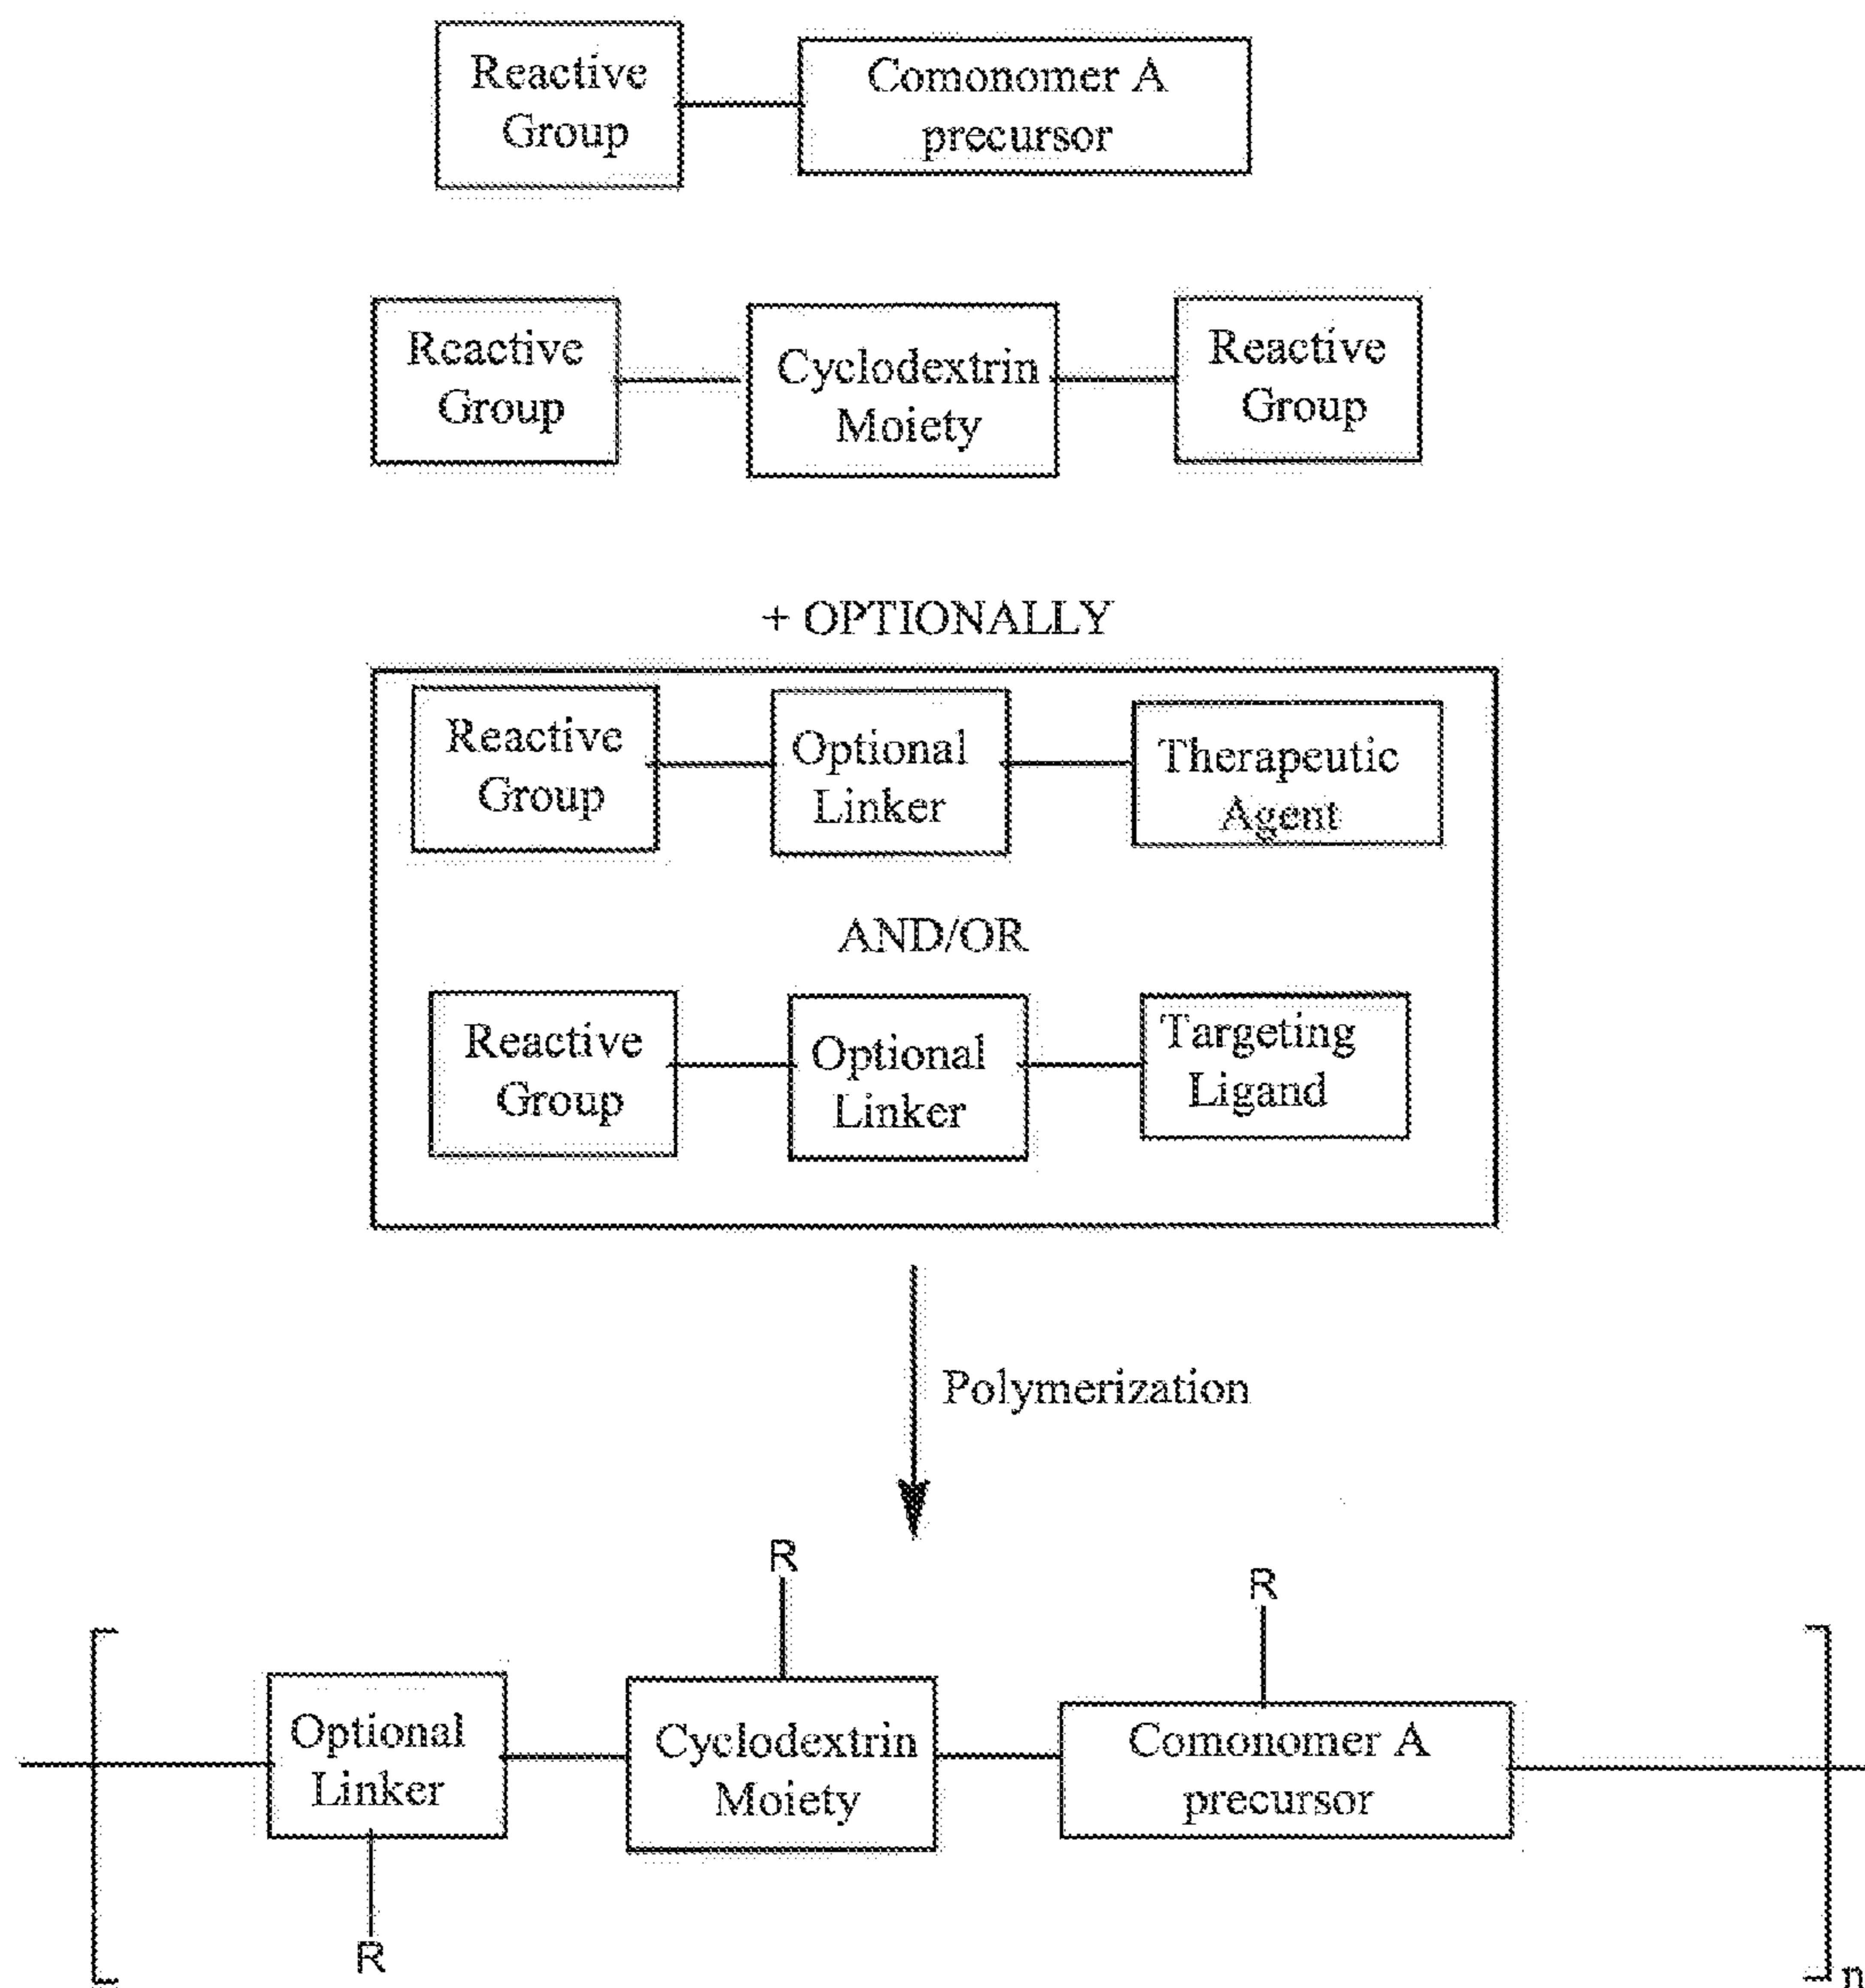 Reactive
Group
Comonomer A
precursor
Reactive
Group
Cyclodextrin
Moiety
Reactive
Group
+ OPTIONALLY
Reactive
Group
Optional
Linker
Therapeutic
Agent
AND/OR
Reactive
Group
Optional
Linker
Targeting
Ligand
Polymerization
R
R
Optional
Linker
Cyclodextrin
Moiety
Comonomer A
precursor
R
n